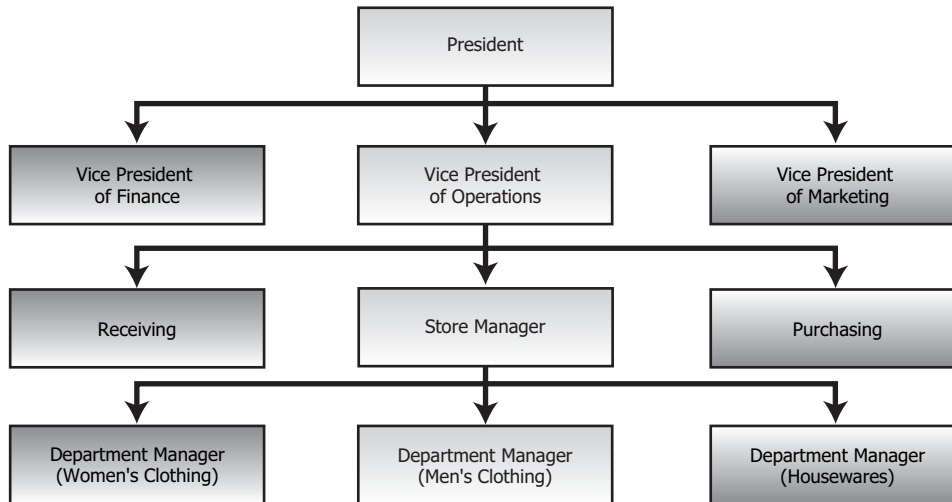 President
Vice President
of Finance
Vice President
of Operations
Vice President
of Marketing
Receiving
Store Manager
Purchasing
Department Manager
(Women's Clothing)
Department Manager
(Men's Clothing)
Department Manager
(Housewares)